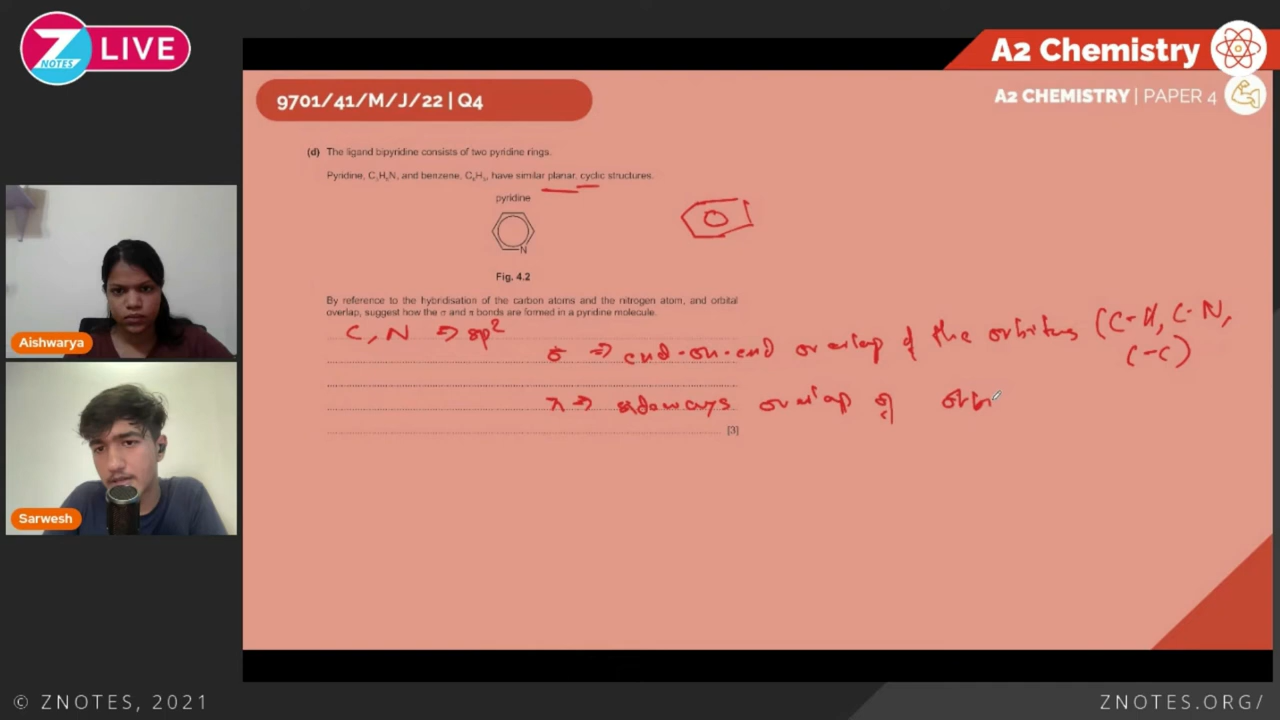 Z NOTES LIVE
A2 Chemistry
9701/41/M/J/22 | Q4
A2 CHEMISTRY | PAPER 4
(d) The ligand bipyridine consists of two pyridine rings.
Pyridine, C₅H₅N, and benzene, C₆H₆, have similar planar, cyclic structures.
pyridine
N
Fig. 4.2
By reference to the hybridisation of the carbon atoms and the nitrogen atom, and orbital
overlap, suggest how the σ and π bonds are formed in a pyridine molecule.
C, N ⇒ sp²
σ ⇒ end-on-end overlap of the orbitals (C-H, C-N,
C-C)
π ⇒ sideways overlap of orbi
[3]
Aishwarya
Sarwesh
© ZNOTES, 2021
ZNOTES.ORG/